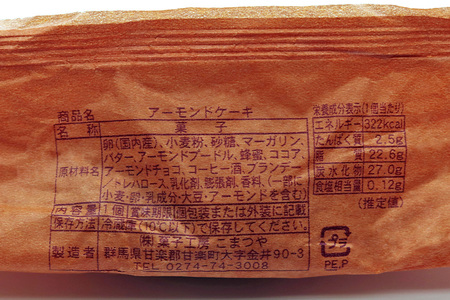 商品名 アーモンドケーキ
名称 菓子
原材料名 卵(国内産)、小麦粉、砂糖、マーガリン、
バター、アーモンドプードル、蜂蜜、ココア、
アーモンドチョコ、コーヒー酒、ブランデー、
トレハロース、乳化剤、膨張剤、香料、(一部に
小麦・卵・乳成分・大豆・アーモンドを含む)
内容量 1個 賞味期限 個包装または外装に記載
保存方法 冷蔵庫(10℃以下)で保存してください。
製造者 (株)菓子工房 こまつや
群馬県甘楽郡甘楽町大字金井90-3
TEL 0274-74-3008
栄養成分表示(1個当たり)
エネルギー 322kcal
たんぱく質 2.5g
脂質 22.6g
炭水化物 27.0g
食塩相当量 0.12g
(推定値)
プラ
PE,P